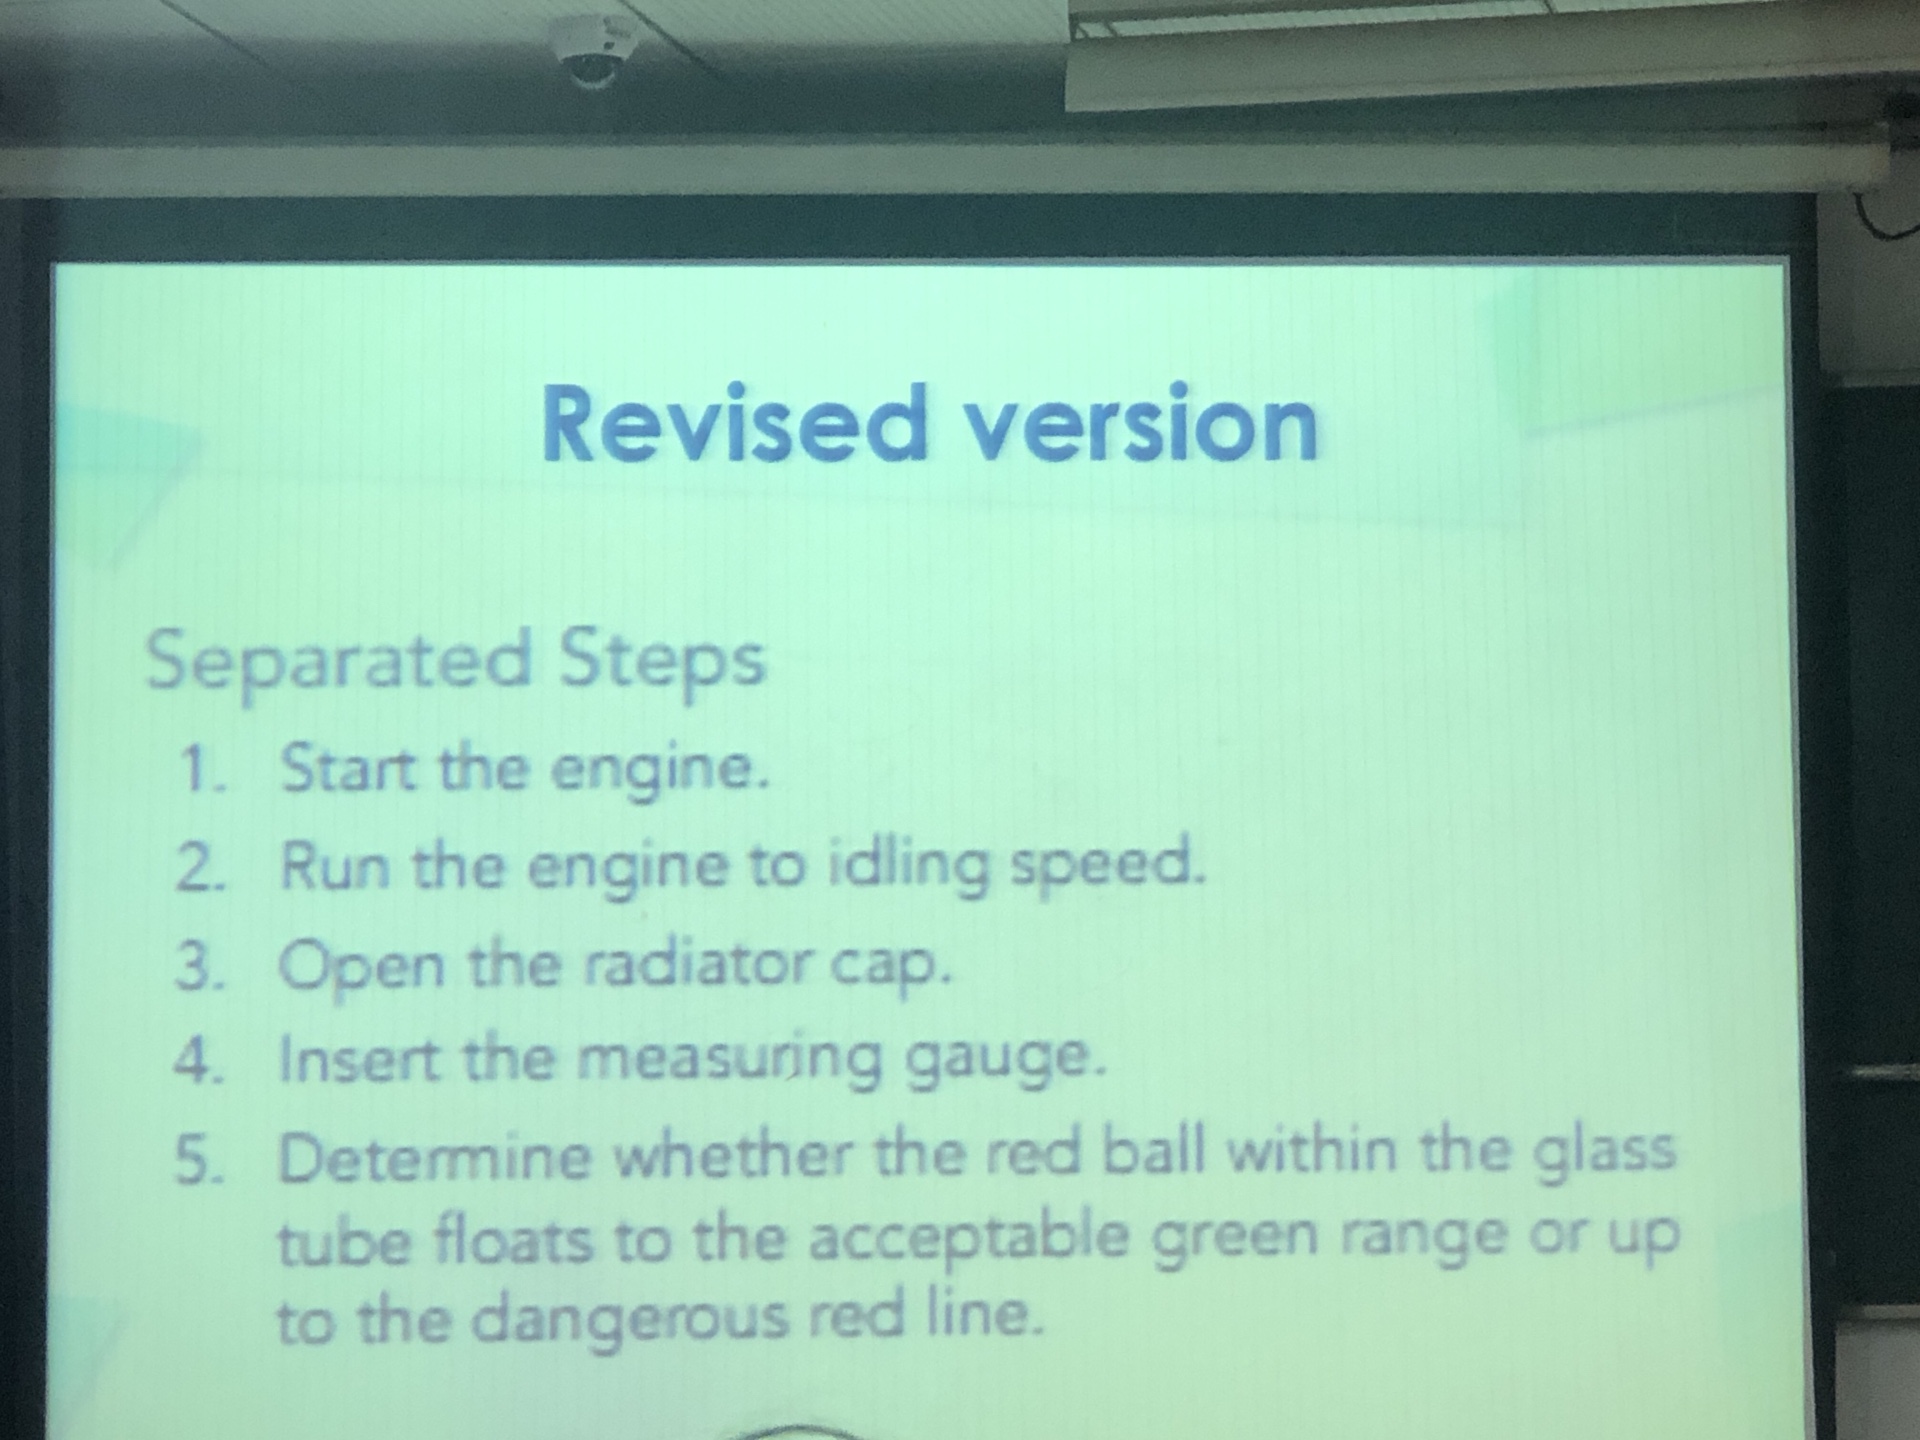 Revised version
Separated Steps
1. Start the engine.
2. Run the engine to idling speed.
3. Open the radiator cap.
4. Insert the measuring gauge.
5. Determine whether the red ball within the glass
tube floats to the acceptable green range or up
to the dangerous red line.